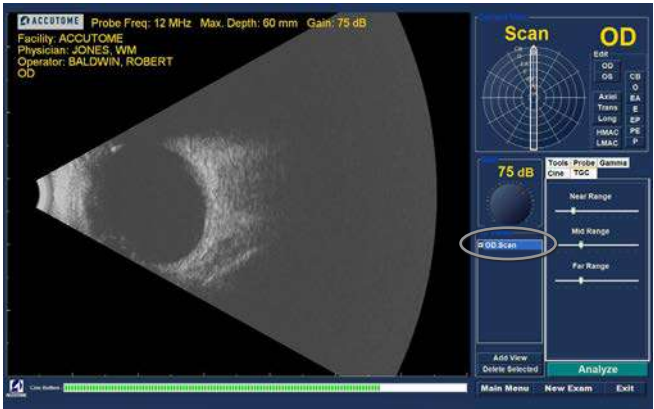 ACCUTOME Probe Freq: 12 MHz Max. Depth: 60 mm Gain: 75 dB
Facility: ACCUTOME
Physician: JONES, WM
Operator: BALDWIN, ROBERT
OD
Scan OD
Edit
OD
OS
CB
O
Axial
EA
Trans
E
Long
EP
HMAC
PE
LMAC
P
75 dB
Tools Probe Gamma
Cine TGC
Near Range
Mid Range
Far Range
OD.Scan
Add View
Delete Selected
Analyze
ACCUTOME
Main Menu New Exam Exit